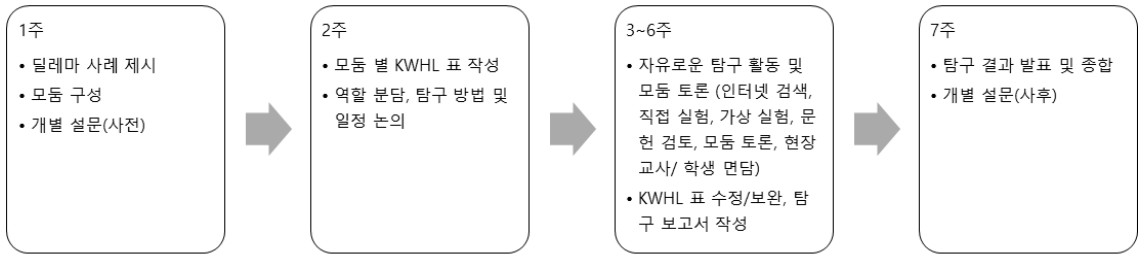 1주
• 딜레마 사례 제시
• 모둠 구성
• 개별 설문(사전)
2주
• 모둠 별 KWHL 표 작성
• 역할 분담, 탐구 방법 및
일정 논의
3~6주
• 자유로운 탐구 활동 및
모둠 토론 (인터넷 검색,
직접 실험, 가상 실험, 문
헌 검토, 모둠 토론, 현장
교사/ 학생 면담)
• KWHL 표 수정/보완, 탐
구 보고서 작성
7주
• 탐구 결과 발표 및 종합
• 개별 설문(사후)